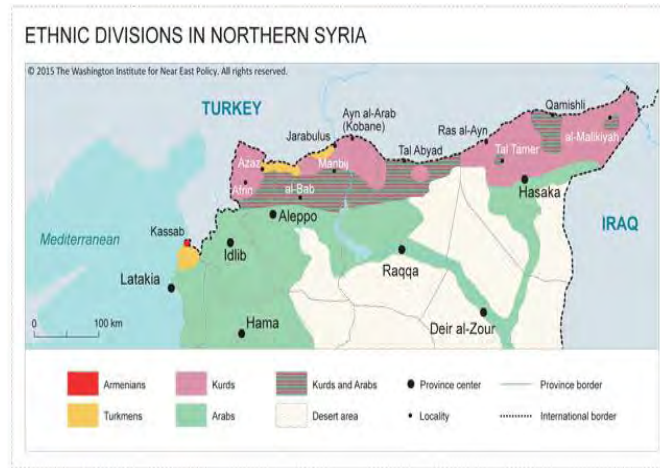 ETHNIC DIVISIONS IN NORTHERN SYRIA
© 2015 The Washington Institute for Near East Policy. All rights reserved.
TURKEY
Ayn al-Arab
(Kobane)
Jarabulus
Qamishli
Ras al-Ayn
al-Malikiyah
Azaz
Manbij
Tal Abyad
Tal Tamer
Afrin
al-Bab
Hasaka
Aleppo
IRAQ
Kassab
Mediterranean
Idlib
Raqqa
Latakia
Deir al-Zour
0 100 km
Hama
Armenians
Kurds
Kurds and Arabs
Province center
Province border
Turkmens
Arabs
Desert area
Locality
International border